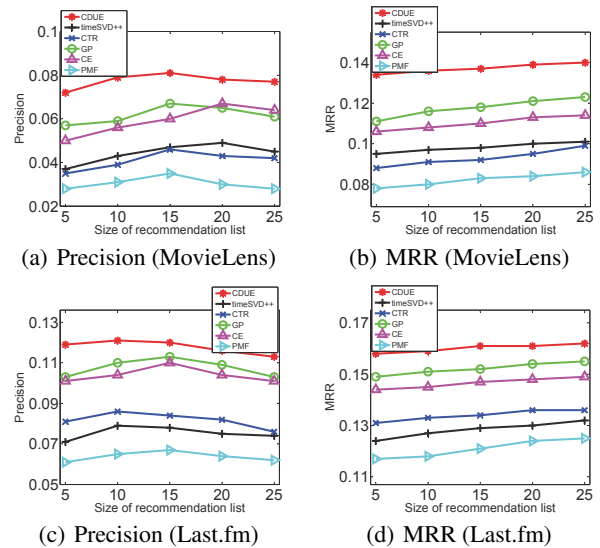 0.1
0.08
0.06
0.04
0.02
Precision
CDUE
timeSVD++
CTR
GP
CE
PMF
5 10 15 20 25
Size of recommendation list
(a) Precision (MovieLens)
0.14
0.12
0.1
0.08
MRR
CDUE
timeSVD++
CTR
GP
CE
PMF
5 10 15 20 25
Size of recommendation list
(b) MRR (MovieLens)
0.13
0.11
0.09
0.07
0.05
Precision
CDUE
timeSVD++
CTR
GP
CE
PMF
5 10 15 20 25
Size of recommendation list
(c) Precision (Last.fm)
0.17
0.15
0.13
0.11
MRR
CDUE
timeSVD++
CTR
GP
CE
PMF
5 10 15 20 25
Size of recommendation list
(d) MRR (Last.fm)